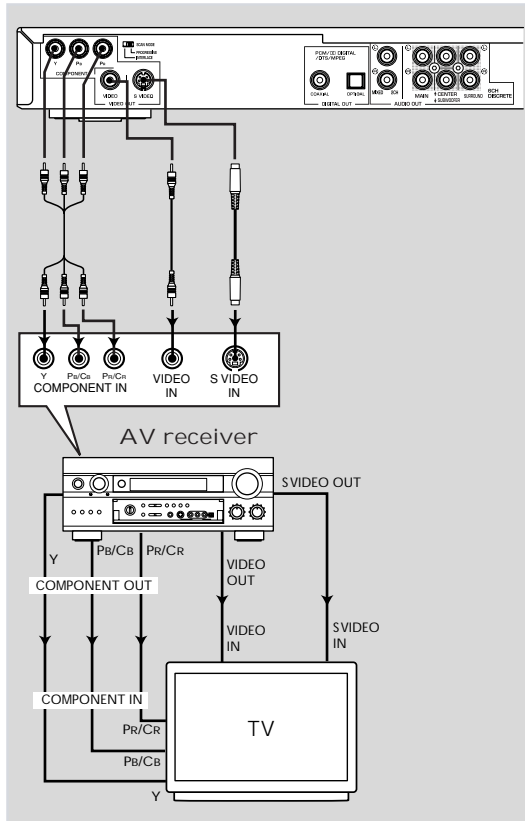 SCAN MODE
PROGRESSIVE
INTERLACE
Y PB PR
COMPONENT
VIDEO S VIDEO
VIDEO OUT
PCM/DD DIGITAL
/DTS/MPEG
COAXIAL OPTICAL
DIGITAL OUT
L L L
R R R
MIXED 2CH
AUDIO OUT
MAIN CENTER SURROUND
SUBWOOFER
6CH
DISCRETE
Y PB/CB PR/CR
COMPONENT IN
VIDEO
IN
S VIDEO
IN
AV receiver
S VIDEO OUT
Y
PB/CB PR/CR
COMPONENT OUT
VIDEO
OUT
VIDEO
IN
S VIDEO
IN
COMPONENT IN
PR/CR
PB/CB
Y
TV